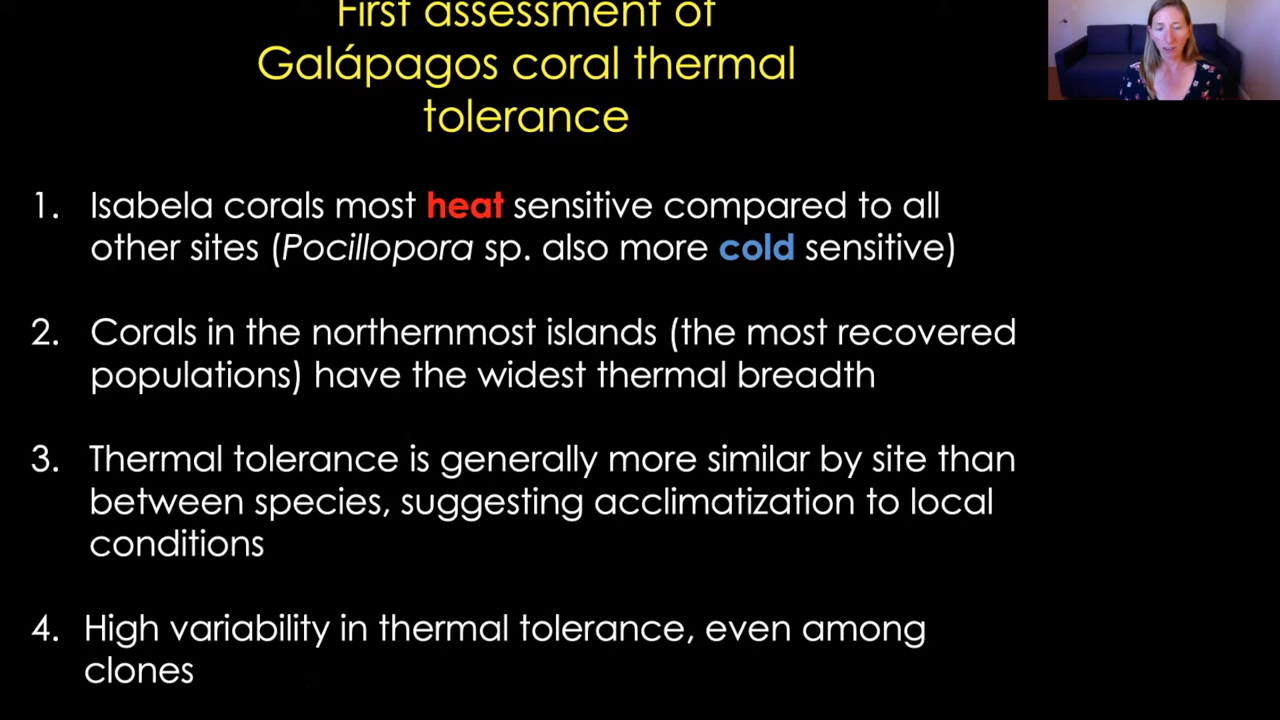 First assessment of
Galápagos coral thermal
tolerance
1. Isabela corals most heat sensitive compared to all
other sites (Pocillopora sp. also more cold sensitive)
2. Corals in the northernmost islands (the most recovered
populations) have the widest thermal breadth
3. Thermal tolerance is generally more similar by site than
between species, suggesting acclimatization to local
conditions
4. High variability in thermal tolerance, even among
clones